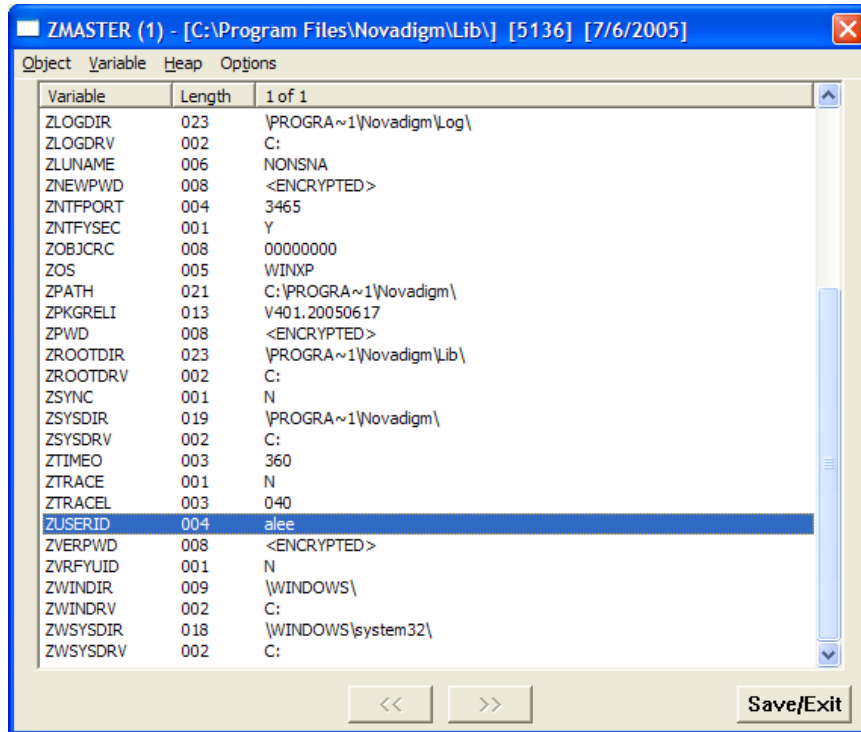 ZMASTER (1) - [C:\Program Files\Novadigm\Lib\] [5136] [7/6/2005]
Object Variable Heap Options
Variable Length 1 of 1
ZLOGDIR 023 \PROGRA~1\Novadigm\Log\
ZLOGDRV 002 C:
ZLUNAME 006 NONSNA
ZNEWPWD 008 <ENCRYPTED>
ZNTFPORT 004 3465
ZNTFYSEC 001 Y
ZOBJCRC 008 00000000
ZOS 005 WINXP
ZPATH 021 C:\PROGRA~1\Novadigm\
ZPKGRELI 013 V401.20050617
ZPWD 008 <ENCRYPTED>
ZROOTDIR 023 \PROGRA~1\Novadigm\Lib\
ZROOTDRV 002 C:
ZSYNC 001 N
ZSYSDIR 019 \PROGRA~1\Novadigm\
ZSYSDRV 002 C:
ZTIMEO 003 360
ZTRACE 001 N
ZTRACEL 003 040
ZUSERID 004 alee
ZVERPWD 008 <ENCRYPTED>
ZVRFYUID 001 N
ZWINDIR 009 \WINDOWS\
ZWINDRV 002 C:
ZWSYSDIR 018 \WINDOWS\system32\
ZWSYSDRV 002 C:
<< >> Save/Exit